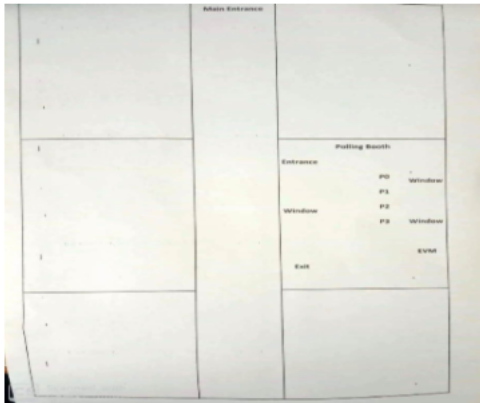 Main Entrance
Polling Booth
Entrance
P0
Window
P1
P2
Window
P3
Window
EVM
Exit